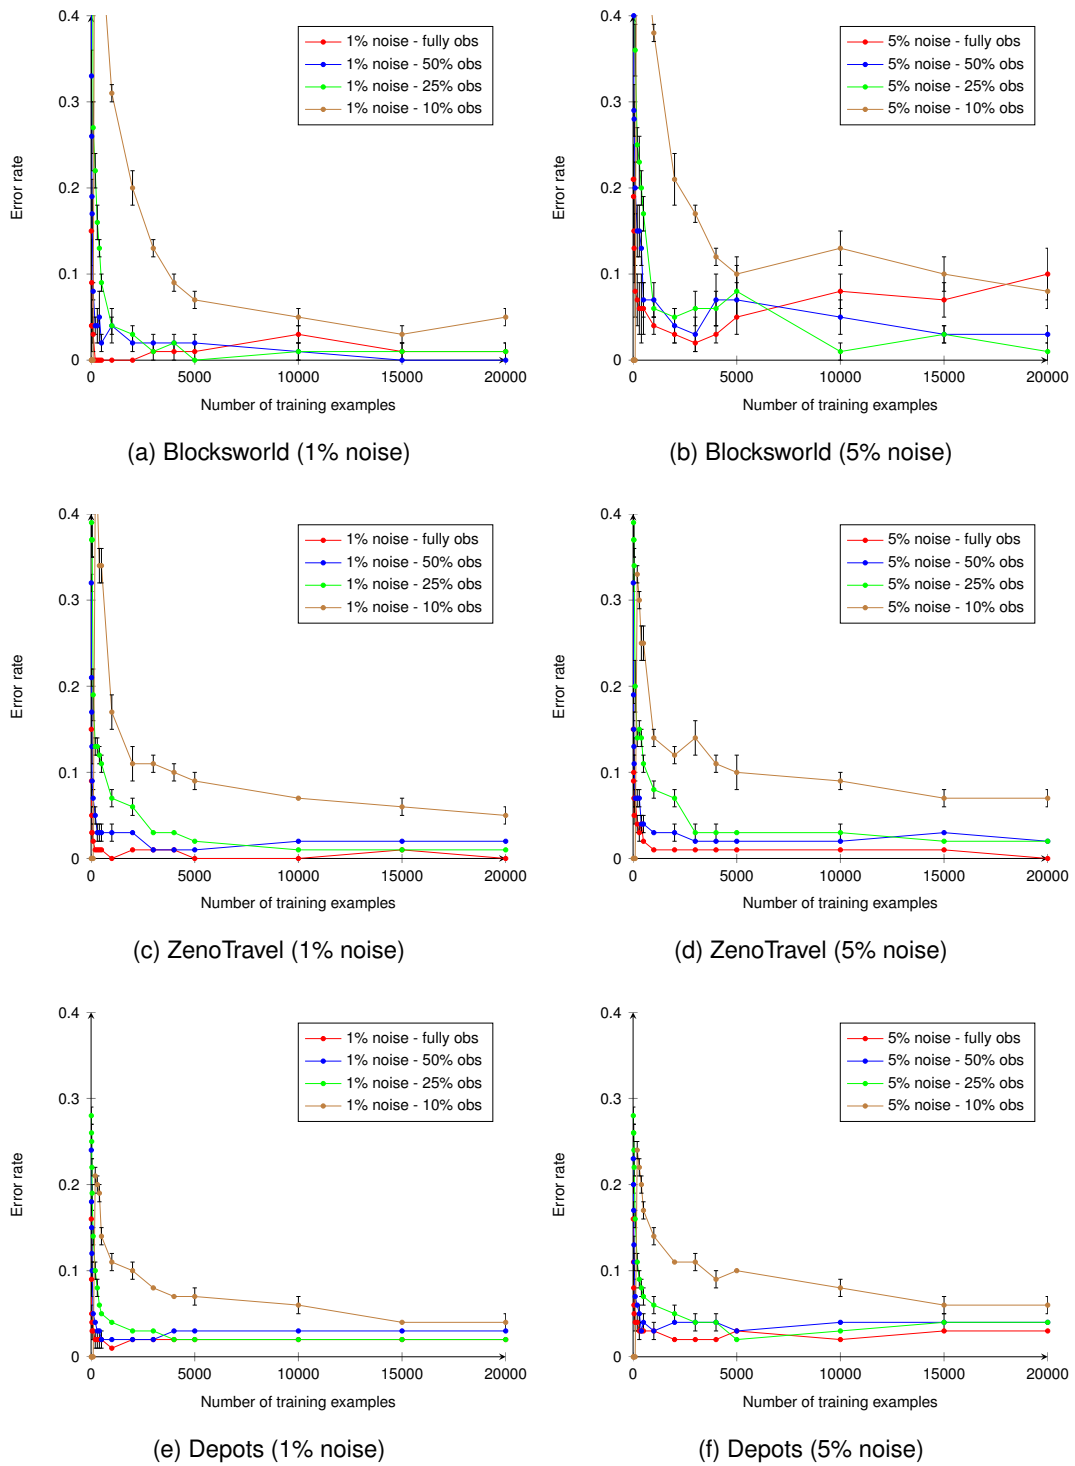 0.4
0.3
0.2
0.1
0
Error rate
1% noise - fully obs
1% noise - 50% obs
1% noise - 25% obs
1% noise - 10% obs
0 5000 10000 15000 20000
Number of training examples
(a) Blocksworld (1% noise)
0.4
0.3
0.2
0.1
0
Error rate
5% noise - fully obs
5% noise - 50% obs
5% noise - 25% obs
5% noise - 10% obs
0 5000 10000 15000 20000
Number of training examples
(b) Blocksworld (5% noise)
0.4
0.3
0.2
0.1
0
Error rate
1% noise - fully obs
1% noise - 50% obs
1% noise - 25% obs
1% noise - 10% obs
0 5000 10000 15000 20000
Number of training examples
(c) ZenoTravel (1% noise)
0.4
0.3
0.2
0.1
0
Error rate
5% noise - fully obs
5% noise - 50% obs
5% noise - 25% obs
5% noise - 10% obs
0 5000 10000 15000 20000
Number of training examples
(d) ZenoTravel (5% noise)
0.4
0.3
0.2
0.1
0
Error rate
1% noise - fully obs
1% noise - 50% obs
1% noise - 25% obs
1% noise - 10% obs
0 5000 10000 15000 20000
Number of training examples
(e) Depots (1% noise)
0.4
0.3
0.2
0.1
0
Error rate
5% noise - fully obs
5% noise - 50% obs
5% noise - 25% obs
5% noise - 10% obs
0 5000 10000 15000 20000
Number of training examples
(f) Depots (5% noise)